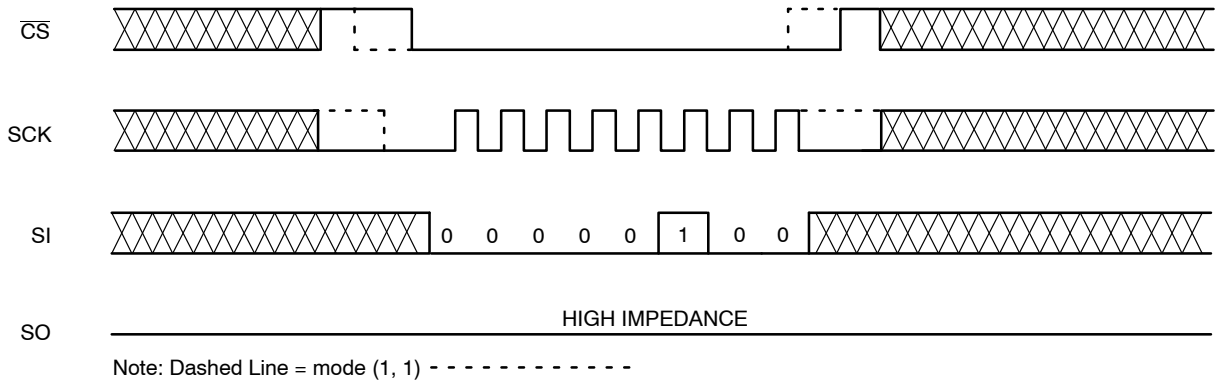 CS
SCK
SI
0 0 0 0 0 1 0 0
SO
HIGH IMPEDANCE
Note: Dashed Line = mode (1, 1) - - - - - - - - - - - -